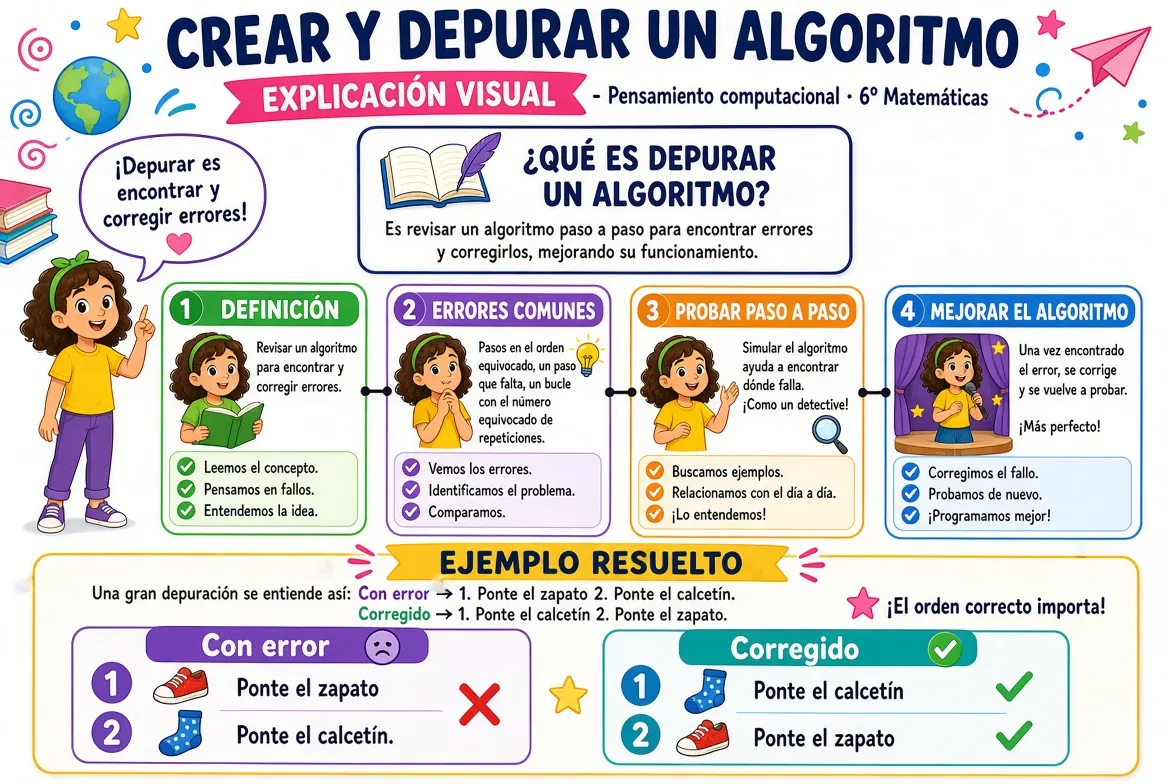 CREAR Y DEPURAR UN ALGORITMO
EXPLICACIÓN VISUAL
- Pensamiento computacional · 6º Matemáticas
¡Depurar es
encontrar y
corregir errores!
¿QUÉ ES DEPURAR
UN ALGORITMO?
Es revisar un algoritmo paso a paso para encontrar errores
y corregirlos, mejorando su funcionamiento.
1 DEFINICIÓN
Revisar un algoritmo
para encontrar y
corregir errores.
Leemos el concepto.
Pensamos en fallos.
Entendemos la idea.
2 ERRORES COMUNES
Pasos en el orden
equivocado, un paso
que falta, un bucle
con el número
equivocado de
repeticiones.
Vemos los errores.
Identificamos el problema.
Comparamos.
3 PROBAR PASO A PASO
Simular el algoritmo
ayuda a encontrar
dónde falla.
¡Como un detective!
Buscamos ejemplos.
Relacionamos con el día a día.
¡Lo entendemos!
4 MEJORAR EL ALGORITMO
Una vez encontrado
el error, se corrige
y se vuelve a probar.
¡Más perfecto!
Corregimos el fallo.
Probamos de nuevo.
¡Programamos mejor!
EJEMPLO RESUELTO
Una gran depuración se entiende así: Con error → 1. Ponte el zapato 2. Ponte el calcetín.
Corregido → 1. Ponte el calcetín 2. Ponte el zapato.
¡El orden correcto importa!
Con error
1 Ponte el zapato
2 Ponte el calcetín.
Corregido
1 Ponte el calcetín
2 Ponte el zapato